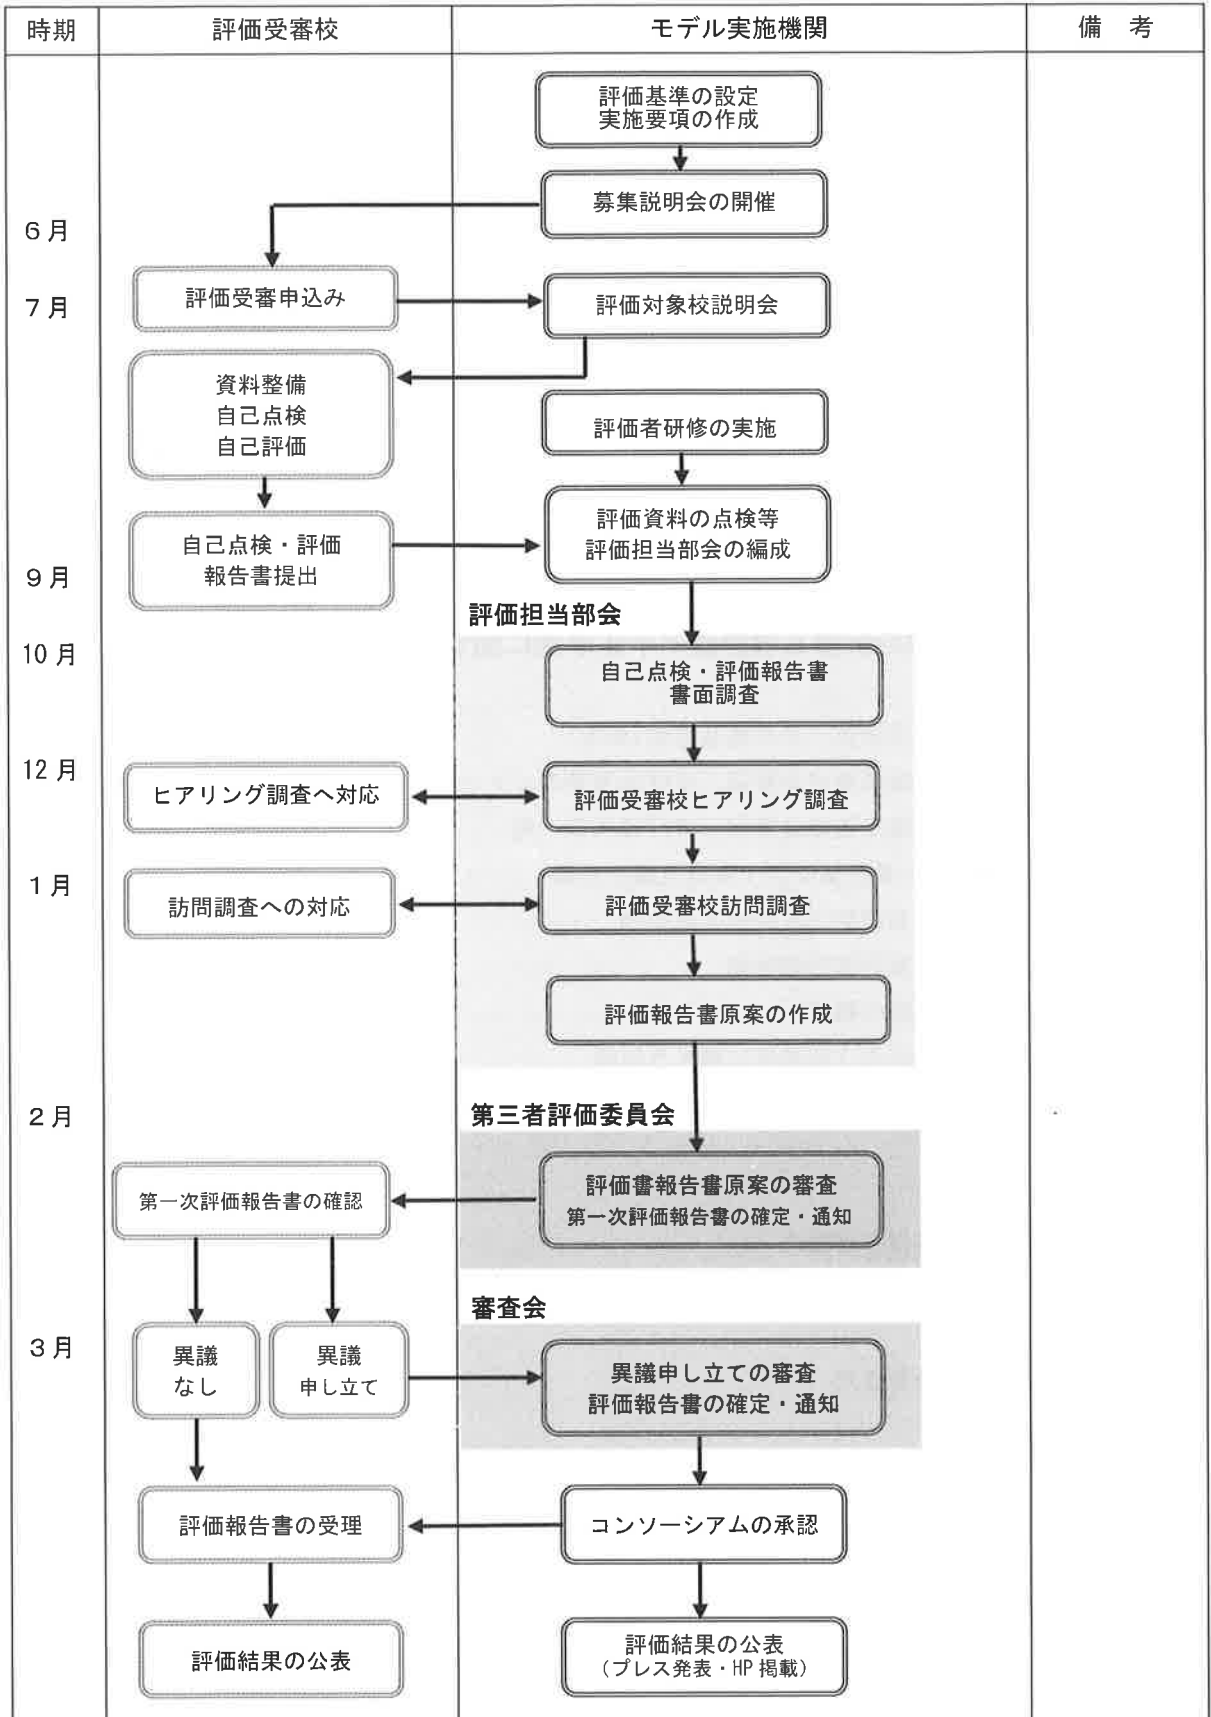 時期
評価受審校
モデル実施機関
備 考
評価基準の設定
実施要項の作成
募集説明会の開催
6月
評価受審申込み
7月
評価対象校説明会
資料整備
自己点検
自己評価
評価者研修の実施
評価資料の点検等
評価担当部会の編成
自己点検・評価
報告書提出
9月
評価担当部会
10月
自己点検・評価報告書
書面調査
12月
ヒアリング調査へ対応
評価受審校ヒアリング調査
1月
訪問調査への対応
評価受審校訪問調査
評価報告書原案の作成
2月
第三者評価委員会
評価書報告書原案の審査
第一次評価報告書の確定・通知
第一次評価報告書の確認
審査会
3月
異議
なし
異議
申し立て
異議申し立ての審査
評価報告書の確定・通知
評価報告書の受理
コンソーシアムの承認
評価結果の公表
評価結果の公表
(プレス発表・HP掲載)